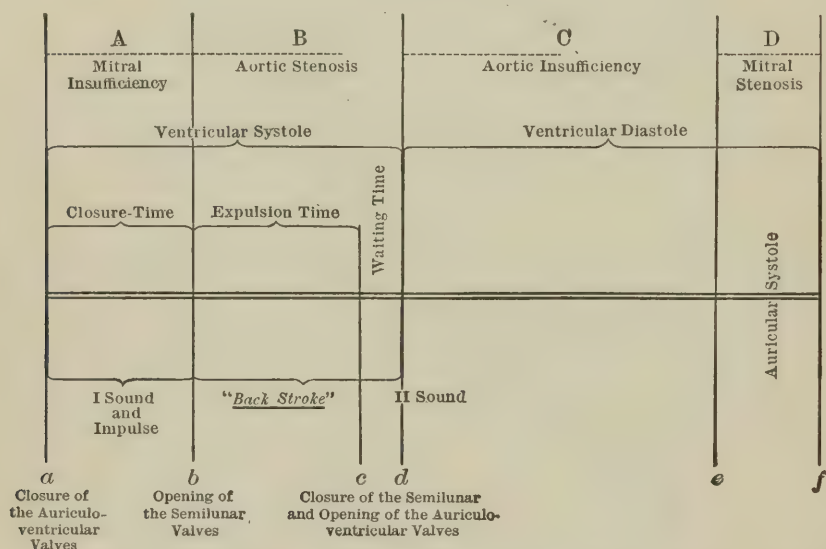 A B C D
Mitral Insufficiency
Aortic Stenosis
Aortic Insufficiency
Mitral Stenosis
Ventricular Systole
Ventricular Diastole
Closure-Time
Expulsion Time
Waiting Time
Auricular Systole
I Sound
and
Impulse
"Back Stroke"
II Sound
a b c d e f
Closure of
the Auriculo-
ventricular
Valves
Opening of
the Semilunar
Valves
Closure of the Semilunar
and Opening of the Auriculo-
ventricular Valves